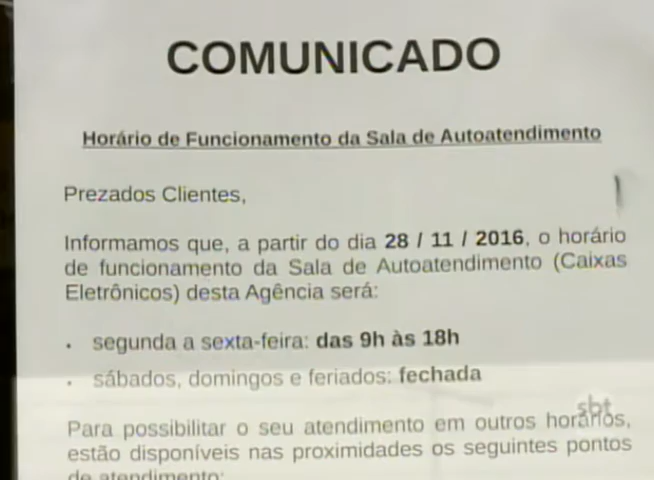 COMUNICADO
Horário de Funcionamento da Sala de Autoatendimento
Prezados Clientes,
Informamos que, a partir do dia 28 / 11 / 2016, o horário
de funcionamento da Sala de Autoatendimento (Caixas
Eletrônicos) desta Agência será:
• segunda a sexta-feira: das 9h às 18h
• sábados, domingos e feriados: fechada
sbt
Para possibilitar o seu atendimento em outros horários,
estão disponíveis nas proximidades os seguintes pontos
de atendimento: